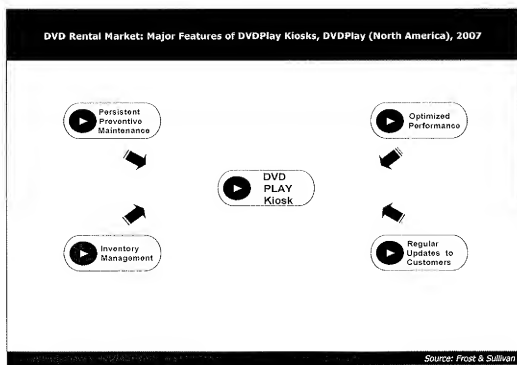 DVD Rental Market: Major Features of DVDPlay Kiosks, DVDPlay (North America), 2007
Persistent
Preventive
Maintenance
Optimized
Performance
DVD
PLAY
Kiosk
Inventory
Management
Regular
Updates to
Customers
Source: Frost & Sullivan